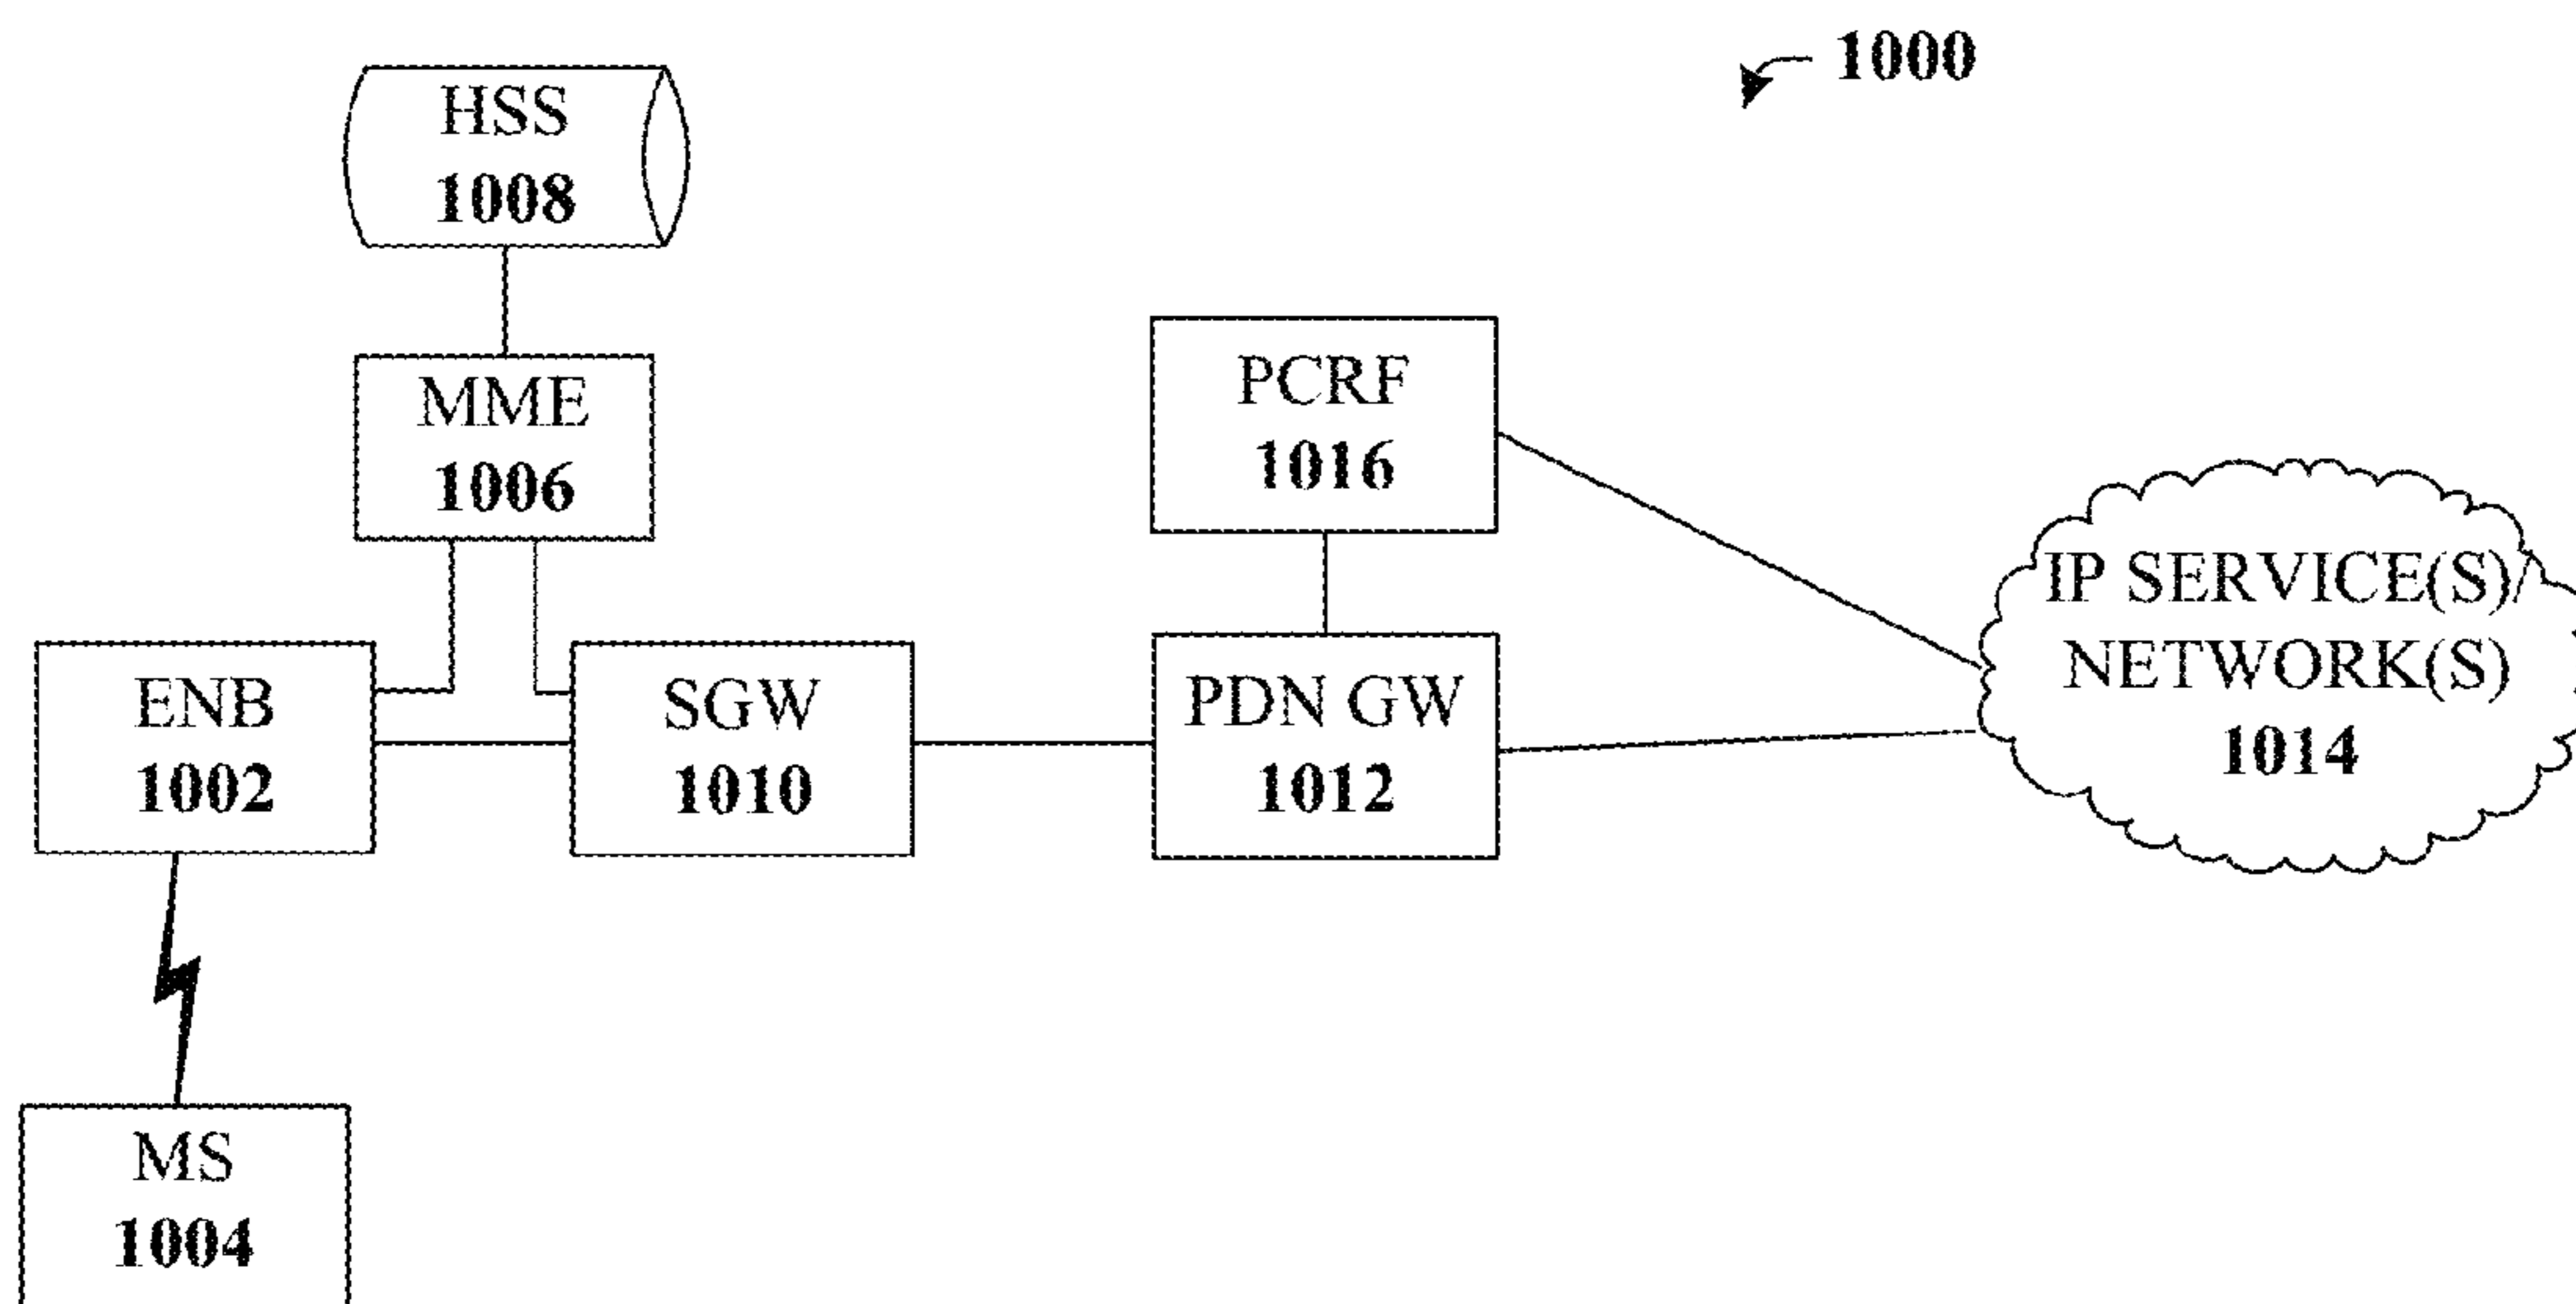 1000
HSS
1008
MME
1006
PCRF
1016
IP SERVICE(S)/
NETWORK(S)
1014
ENB
1002
SGW
1010
PDN GW
1012
MS
1004